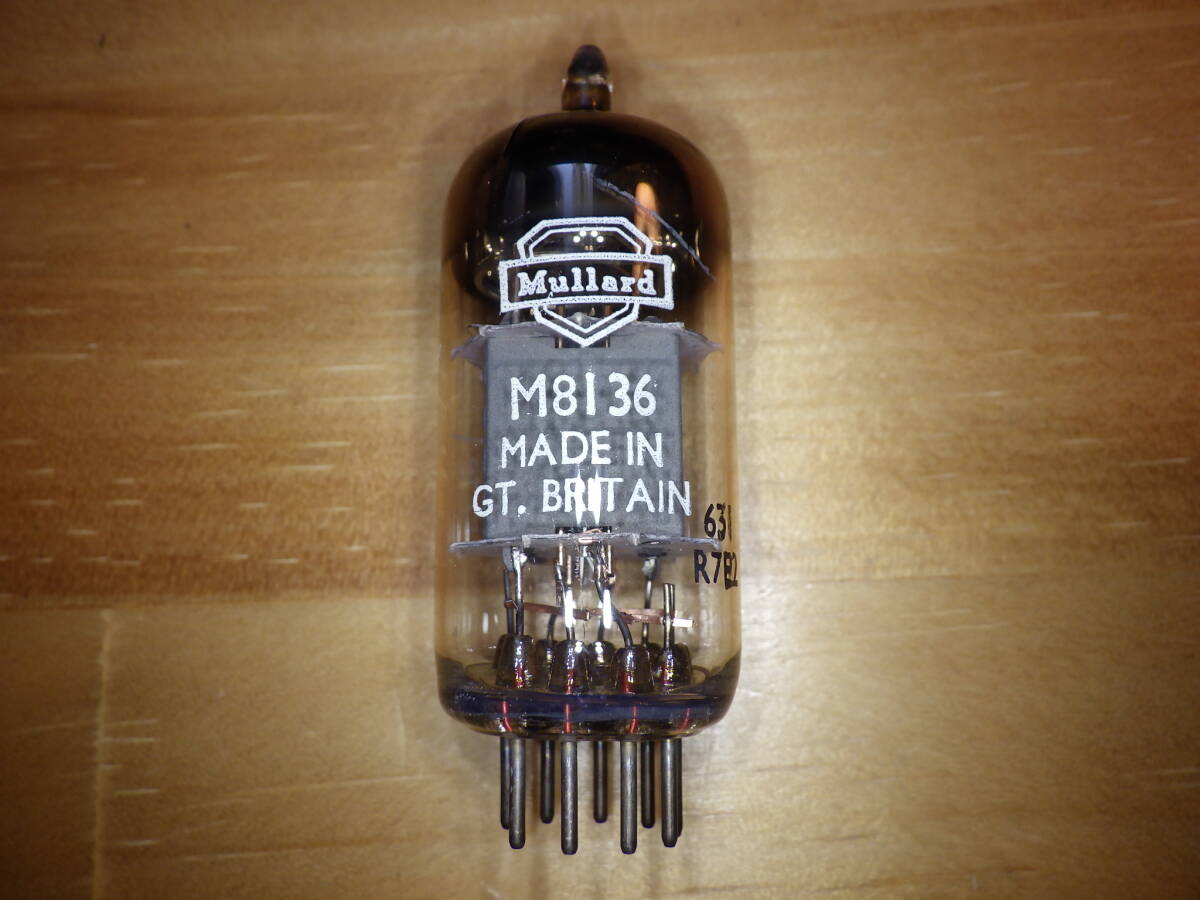 Mullard
M8136
MADE IN
GT. BRITAIN
631
R7E2